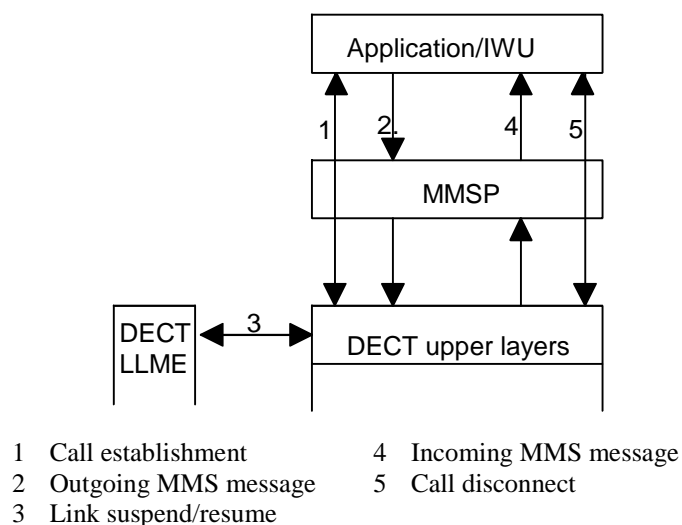 Application/IWU
1 2. 4 5
MMSP
3
DECT
LLME
DECT upper layers
1 Call establishment
2 Outgoing MMS message
3 Link suspend/resume
4 Incoming MMS message
5 Call disconnect